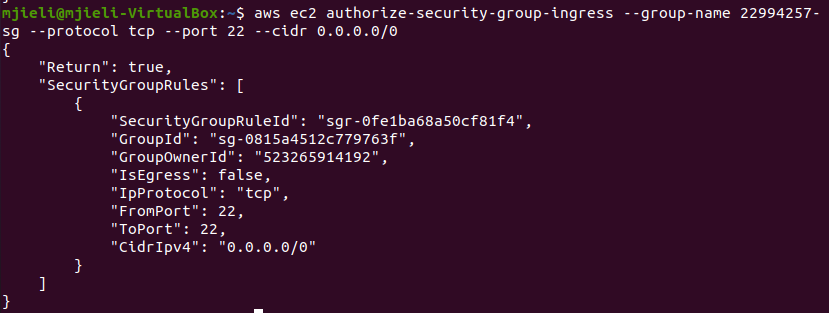 mjieli@mjieli-VirtualBox:~$ aws ec2 authorize-security-group-ingress --group-name 22994257-
sg --protocol tcp --port 22 --cidr 0.0.0.0/0
{
    "Return": true,
    "SecurityGroupRules": [
        {
            "SecurityGroupRuleId": "sgr-0fe1ba68a50cf81f4",
            "GroupId": "sg-0815a4512c779763f",
            "GroupOwnerId": "523265914192",
            "IsEgress": false,
            "IpProtocol": "tcp",
            "FromPort": 22,
            "ToPort": 22,
            "CidrIpv4": "0.0.0.0/0"
        }
    ]
}